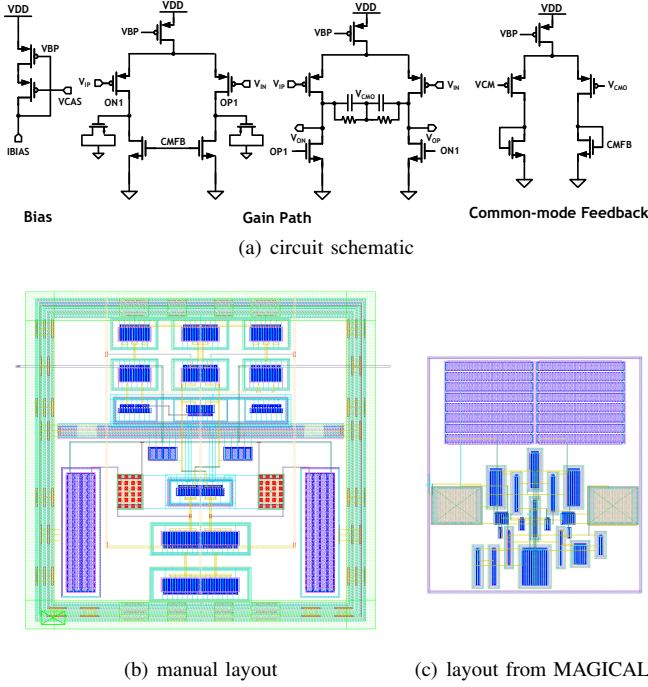 VDD
VBP
VCAS
IBIAS
Bias
VDD
VBP
VIP
VIN
ON1
OP1
CMFB
VDD
VBP
VIP
VIN
VCMO
VON
VOP
OP1
ON1
Gain Path
VDD
VBP
VCM
VCMO
CMFB
Common-mode Feedback
(a) circuit schematic
(b) manual layout
(c) layout from MAGICAL